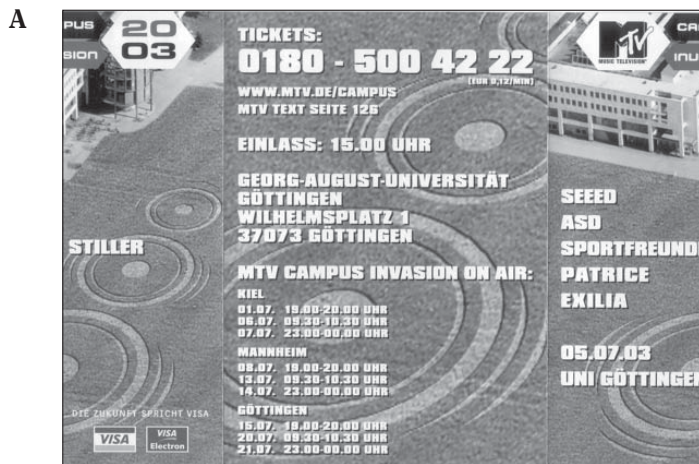 A
PUS
SION
20
03
STILLER
DIE ZUKUNFT SPRICHT VISA
VISA
VISA
Electron
TICKETS:
0180 - 500 42 22
(EUR 0,12/MIN)
WWW.MTV.DE/CAMPUS
MTV TEXT SEITE 126
EINLASS: 15.00 UHR
GEORG-AUGUST-UNIVERSITÄT
GÖTTINGEN
WILHELMSPLATZ 1
37073 GÖTTINGEN
MTV CAMPUS INVASION ON AIR:
KIEL
01.07. 19.00-20.00 UHR
06.07. 09.30-10.30 UHR
07.07. 23.00-00.00 UHR
MANNHEIM
08.07. 19.00-20.00 UHR
13.07. 09.30-10.30 UHR
14.07. 23.00-00.00 UHR
GÖTTINGEN
15.07. 19.00-20.00 UHR
20.07. 09.30-10.30 UHR
21.07. 23.00-00.00 UHR
MTV
MUSIC TELEVISION
CA
INV
SEEED
ASD
SPORTFREUND
PATRICE
EXILIA
05.07.03
UNI GÖTTINGEN